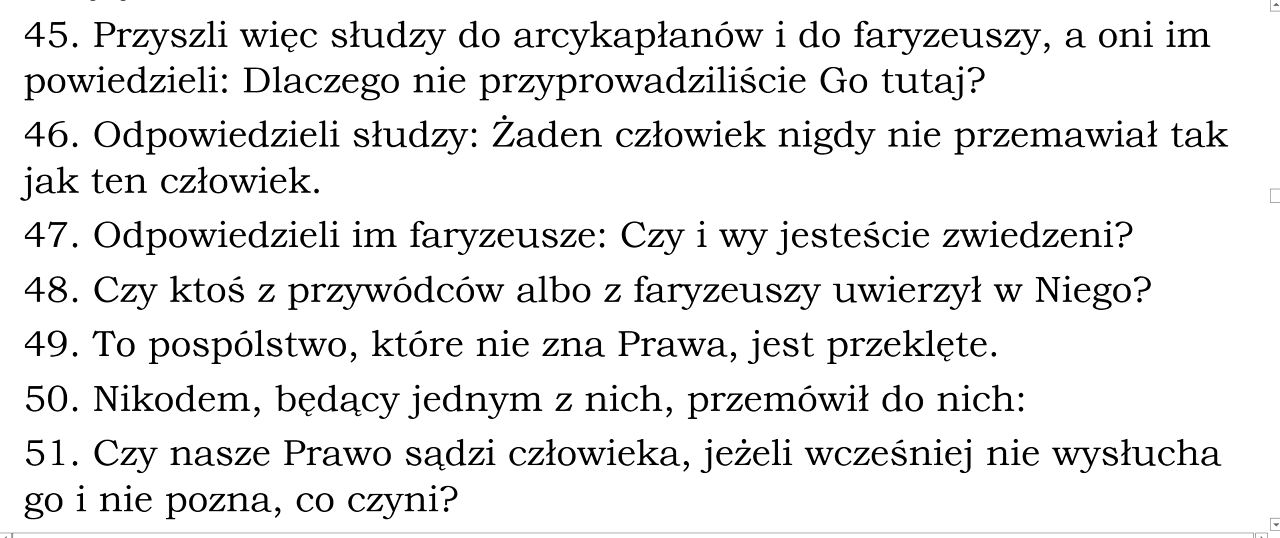 45. Przyszli więc słudzy do arcykapłanów i do faryzeuszy, a oni im
powiedzieli: Dlaczego nie przyprowadziliście Go tutaj?
46. Odpowiedzieli słudzy: Żaden człowiek nigdy nie przemawiał tak
jak ten człowiek.
47. Odpowiedzieli im faryzeusze: Czy i wy jesteście zwiedzeni?
48. Czy ktoś z przywódców albo z faryzeuszy uwierzył w Niego?
49. To pospólstwo, które nie zna Prawa, jest przeklęte.
50. Nikodem, będący jednym z nich, przemówił do nich:
51. Czy nasze Prawo sądzi człowieka, jeżeli wcześniej nie wysłucha
go i nie pozna, co czyni?